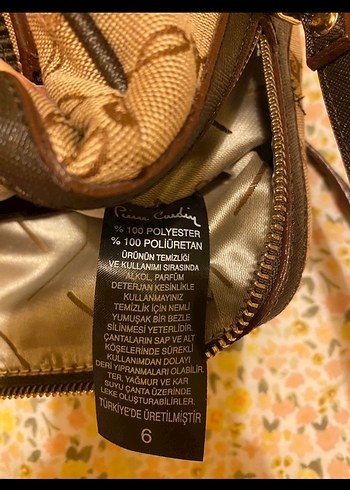 Pierre Cardin
% 100 POLYESTER
% 100 POLİÜRETAN
ÜRÜNÜN TEMİZLİĞİ
VE KULLANIMI SIRASINDA
ALKOL, PARFÜM
DETERJAN KESİNLİKLE
KULLANMAYINIZ
TEMİZLİK İÇİN NEMLİ
YUMUŞAK BİR BEZLE
SİLİNMESİ YETERLİDİR.
ÇANTALARIN SAP VE ALT
KÖŞELERİNDE SÜREKLİ
KULLANIMDAN DOLAYI
DERİ YIPRANMALARI OLABİLİR.
TER, YAĞMUR VE KAR
SUYU ÇANTA ÜZERİNDE
LEKE OLUŞTURABİLİRLER.
TÜRKİYE'DE ÜRETİLMİŞTİR
6